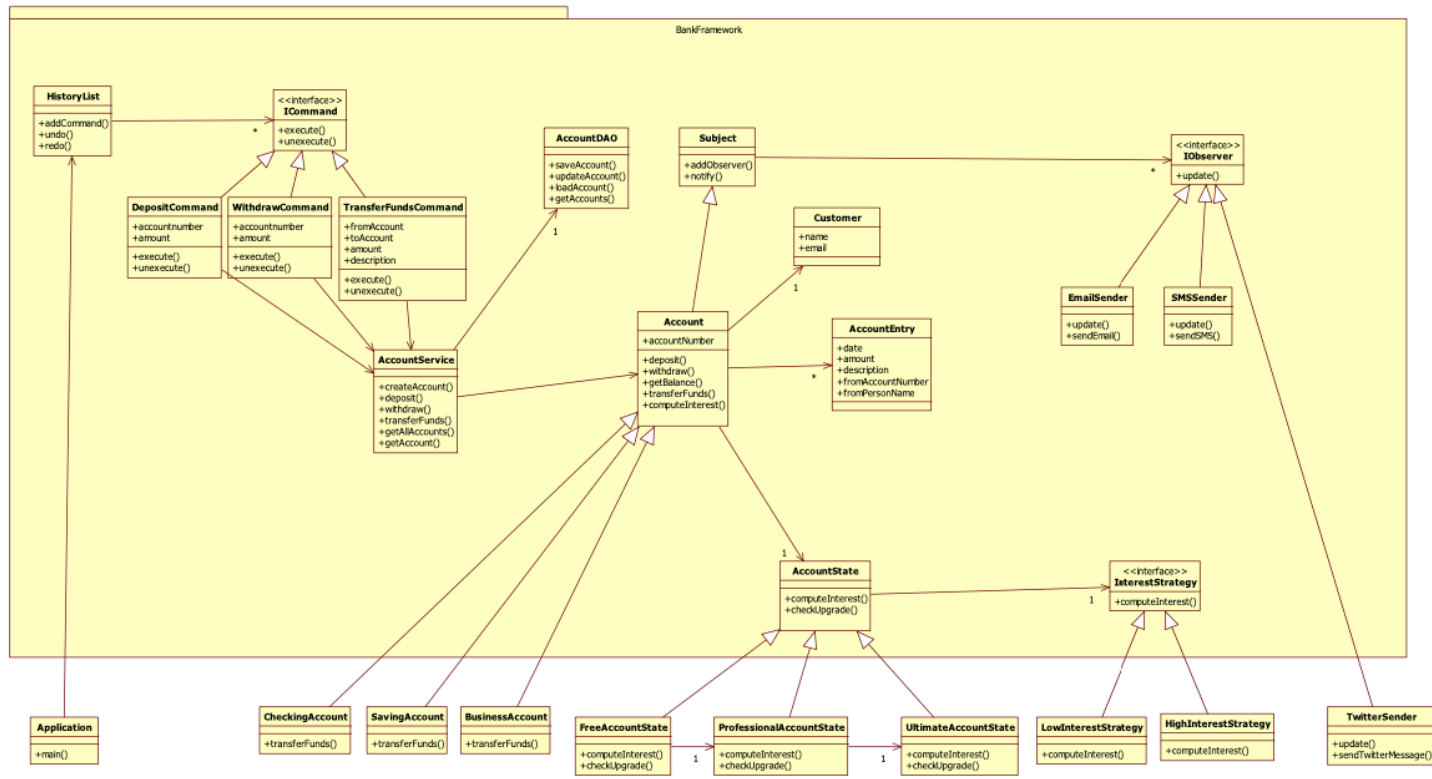 BankFramework
HistoryList
+addCommand()
+undo()
+redo()
<<interface>>
ICommand
+execute()
+unexecute()
*
AccountDAO
+saveAccount()
+updateAccount()
+loadAccount()
+getAccounts()
1
Subject
+addObserver()
+notify()
<<interface>>
IObserver
+update()
*
DepositCommand
+accountnumber
+amount
+execute()
+unexecute()
WithdrawCommand
+accountnumber
+amount
+execute()
+unexecute()
TransferFundsCommand
+fromAccount
+toAccount
+amount
+description
+execute()
+unexecute()
Customer
+name
+email
1
EmailSender
+update()
+sendEmail()
SMSSender
+update()
+sendSMS()
Account
+accountNumber
+deposit()
+withdraw()
+getBalance()
+transferFunds()
+computeInterest()
AccountEntry
+date
+amount
+description
+fromAccountNumber
+fromPersonName
*
AccountService
+createAccount()
+deposit()
+withdraw()
+transferFunds()
+getAllAccounts()
+getAccount()
1
AccountState
+computeInterest()
+checkUpgrade()
1
<<interface>>
InterestStrategy
+computeInterest()
Application
+main()
CheckingAccount
+transferFunds()
SavingAccount
+transferFunds()
BusinessAccount
+transferFunds()
FreeAccountState
+computeInterest()
+checkUpgrade()
1
ProfessionalAccountState
+computeInterest()
+checkUpgrade()
1
UltimateAccountState
+computeInterest()
+checkUpgrade()
LowInterestStrategy
+computeInterest()
HighInterestStrategy
+computeInterest()
TwitterSender
+update()
+sendTwitterMessage()